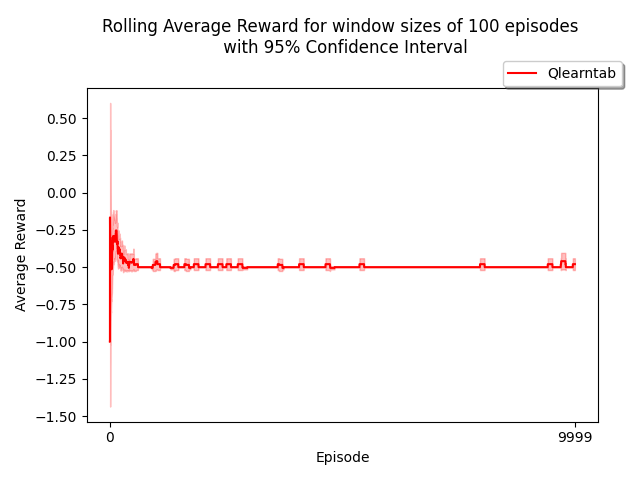 Rolling Average Reward for window sizes of 100 episodes
with 95% Confidence Interval
Qlearntab
0.50
0.25
0.00
−0.25
−0.50
−0.75
−1.00
−1.25
−1.50
Average Reward
0
9999
Episode